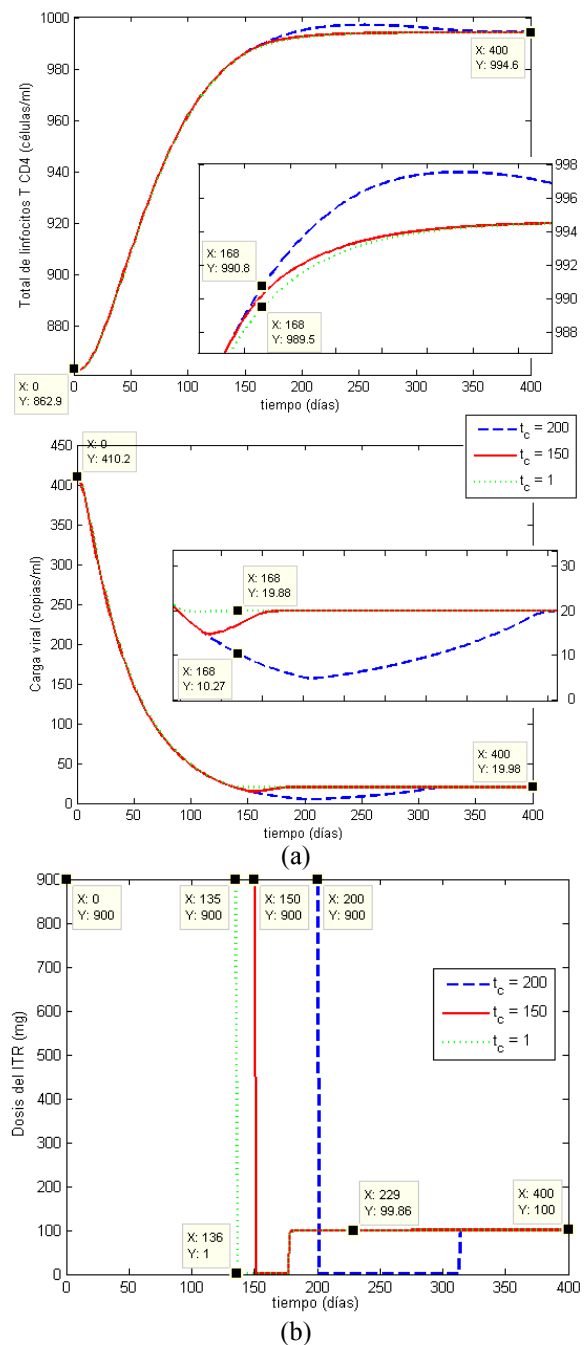 1000
980
960
940
920
900
880
Total de linfocitos T CD4 (células/ml)
X: 400
Y: 994.6
998
996
994
992
990
988
X: 168
Y: 990.8
X: 168
Y: 989.5
X: 0
Y: 862.9
0 50 100 150 200 250 300 350 400
tiempo (días)
450
400
350
300
250
200
150
100
50
0
Carga viral (copias/ml)
X: 0
Y: 410.2
t_c = 200
t_c = 150
t_c = 1
30
20
10
0
X: 168
Y: 19.88
X: 168
Y: 10.27
X: 400
Y: 19.98
0 50 100 150 200 250 300 350 400
tiempo (días)
(a)
900
800
700
600
500
400
300
200
100
0
Dosis del ITR (mg)
X: 0
Y: 900
X: 135
Y: 900
X: 150
Y: 900
X: 200
Y: 900
t_c = 200
t_c = 150
t_c = 1
X: 229
Y: 99.86
X: 400
Y: 100
X: 136
Y: 1
0 50 100 150 200 250 300 350 400
tiempo (días)
(b)